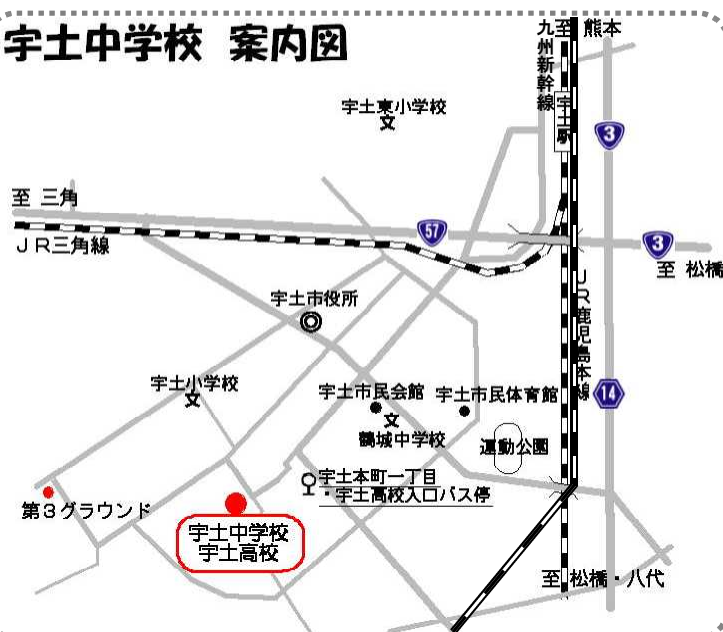 宇土中学校 案内図
至 熊本
九州新幹線
宇土駅
宇土東小学校
文
3
至 三角
57
3
JR三角線
至 松橋
JR鹿児島本線
宇土市役所
宇土小学校
文
宇土市民会館
宇土市民体育館
14
文
鶴城中学校
運動公園
宇土本町一丁目
・宇土高校入口バス停
第3グラウンド
宇土中学校
宇土高校
至 松橋・八代